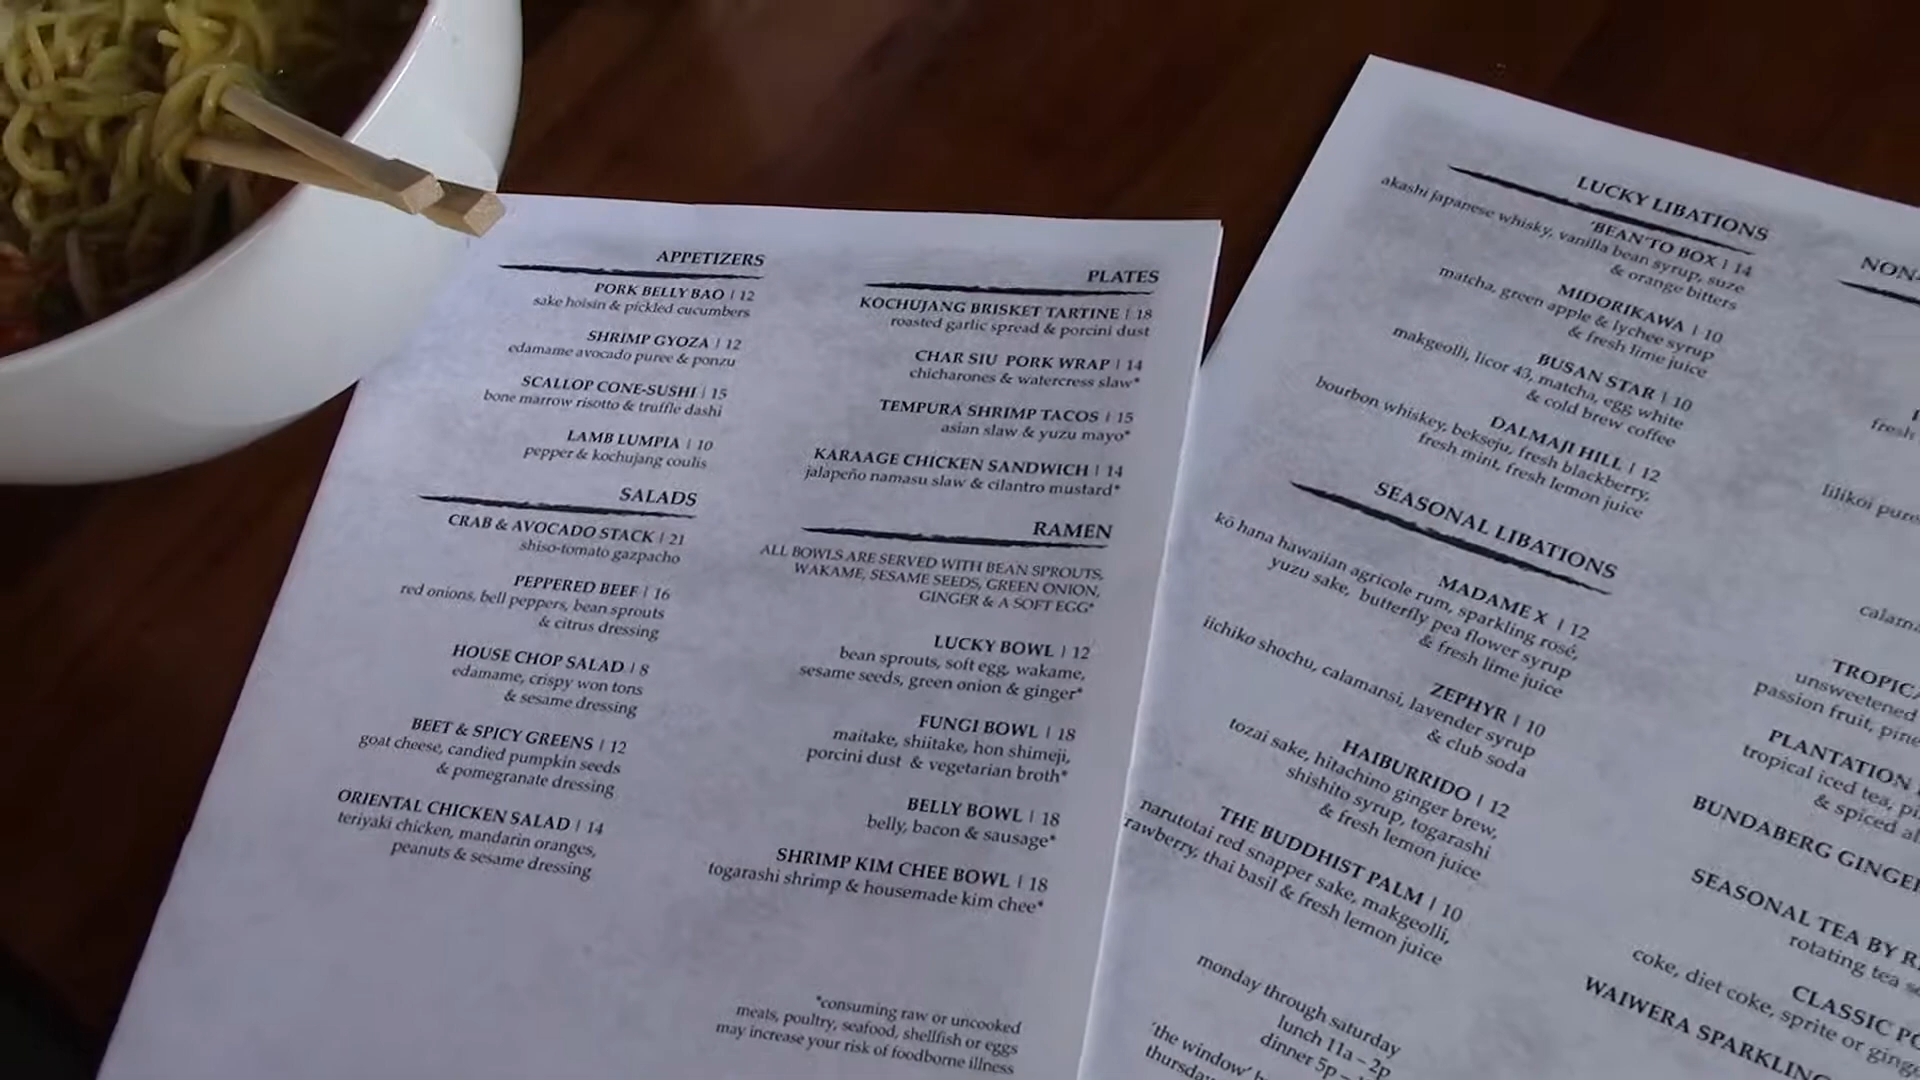 APPETIZERS
PORK BELLY BAO | 12
sake hoisin & pickled cucumbers
SHRIMP GYOZA | 12
edamame avocado puree & ponzu
SCALLOP CONE-SUSHI | 15
bone marrow risotto & truffle dashi
LAMB LUMPIA | 10
pepper & kochujang coulis
SALADS
CRAB & AVOCADO STACK | 21
shiso-tomato gazpacho
PEPPERED BEEF | 16
red onions, bell peppers, bean sprouts
& citrus dressing
HOUSE CHOP SALAD | 8
edamame, crispy won tons
& sesame dressing
BEET & SPICY GREENS | 12
goat cheese, candied pumpkin seeds
& pomegranate dressing
ORIENTAL CHICKEN SALAD | 14
teriyaki chicken, mandarin oranges,
peanuts & sesame dressing
PLATES
KOCHUJANG BRISKET TARTINE | 18
roasted garlic spread & porcini dust
CHAR SIU PORK WRAP | 14
chicharones & watercress slaw*
TEMPURA SHRIMP TACOS | 15
asian slaw & yuzu mayo*
KARAAGE CHICKEN SANDWICH | 14
jalapeño namasu slaw & cilantro mustard*
RAMEN
ALL BOWLS ARE SERVED WITH BEAN SPROUTS,
WAKAME, SESAME SEEDS, GREEN ONION,
GINGER & A SOFT EGG*
LUCKY BOWL | 12
bean sprouts, soft egg, wakame,
sesame seeds, green onion & ginger*
FUNGI BOWL | 18
maitake, shiitake, hon shimeji,
porcini dust & vegetarian broth*
BELLY BOWL | 18
belly, bacon & sausage*
SHRIMP KIM CHEE BOWL | 18
togarashi shrimp & housemade kim chee*
*consuming raw or uncooked
meats, poultry, seafood, shellfish or eggs
may increase your risk of foodborne illness
LUCKY LIBATIONS
'BEAN'TO BOX | 14
akashi japanese whisky, vanilla bean syrup, suze
& orange bitters
MIDORIKAWA | 10
matcha, green apple & lychee syrup
& fresh lime juice
BUSAN STAR | 10
makgeolli, licor 43, matcha, egg white
& cold brew coffee
DALMAJI HILL | 12
bourbon whiskey, bekseju, fresh blackberry,
fresh mint, fresh lemon juice
SEASONAL LIBATIONS
MADAME X | 12
kō hana hawaiian agricole rum, sparkling rosé,
yuzu sake, butterfly pea flower syrup
& fresh lime juice
ZEPHYR | 10
iichiko shochu, calamansi, lavender syrup
& club soda
HAIBURRIDO | 12
tozai sake, hitachino ginger brew,
shishito syrup, togarashi
& fresh lemon juice
THE BUDDHIST PALM | 10
narutotai red snapper sake, makgeolli,
rawberry, thai basil & fresh lemon juice
monday through saturday
lunch 11a – 2p
dinner 5p –
'the window'
thursday
NON-
fresh
lilikoi pure
calam
TROPIC
unsweetened
passion fruit, pine
PLANTATION
tropical iced tea, pi
& spiced al
BUNDABERG GINGE
SEASONAL TEA BY
rotating tea
CLASSIC PO
coke, diet coke, sprite or ging
WAIWERA SPARKLING